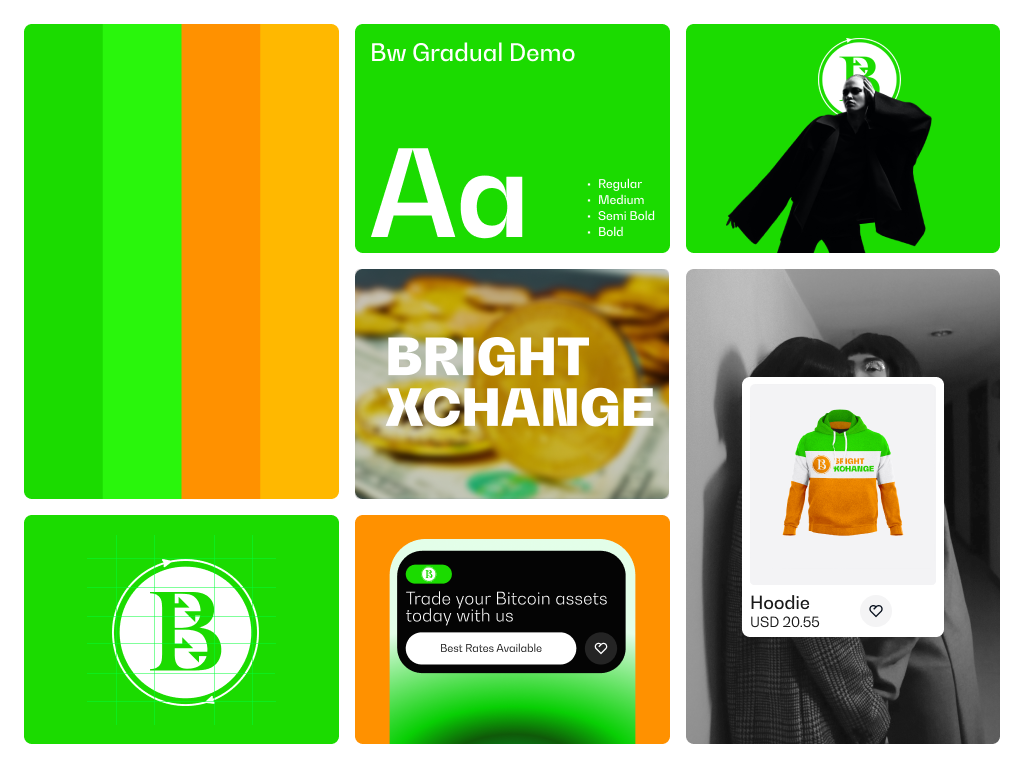 Bw Gradual Demo
Aa
• Regular
• Medium
• Semi Bold
• Bold
B
BRIGHT
XCHANGE
B
BRIGHT
XCHANGE
Hoodie
USD 20.55
B
B
Trade your Bitcoin assets
today with us
Best Rates Available